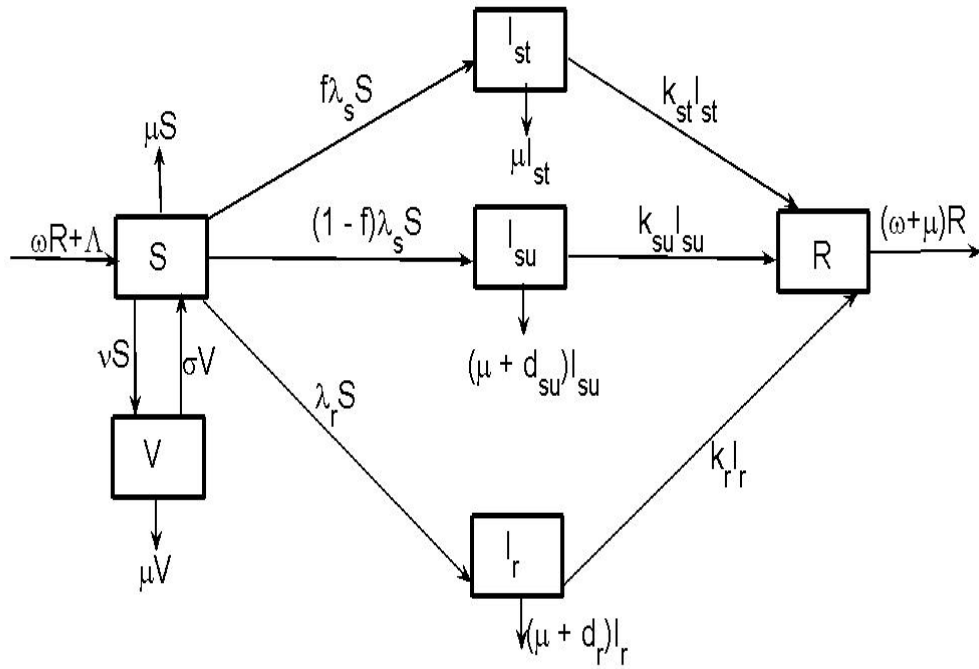 I_st
fλ_sS
k_stI_st
μS
μI_st
(1 - f)λ_sS
k_suI_su
(ω+μ)R
ωR+Λ
S
I_su
R
νS
σV
(μ + d_su)I_su
λ_rS
V
k_rI_r
I_r
μV
(μ + d_r)I_r